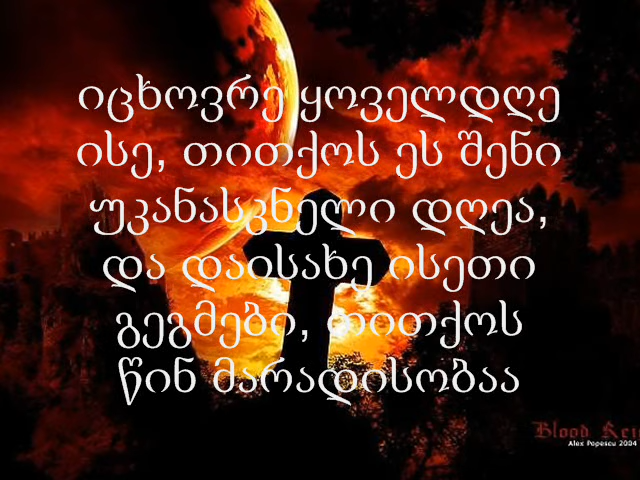 იცხოვრე ყოველდღე
ისე, თითქოს ეს შენი
უკანასკნელი დღეა,
და დაისახე ისეთი
გეგმები, თითქოს
წინ მარადისობაა
Blood Rei
Alex Popescu 2004